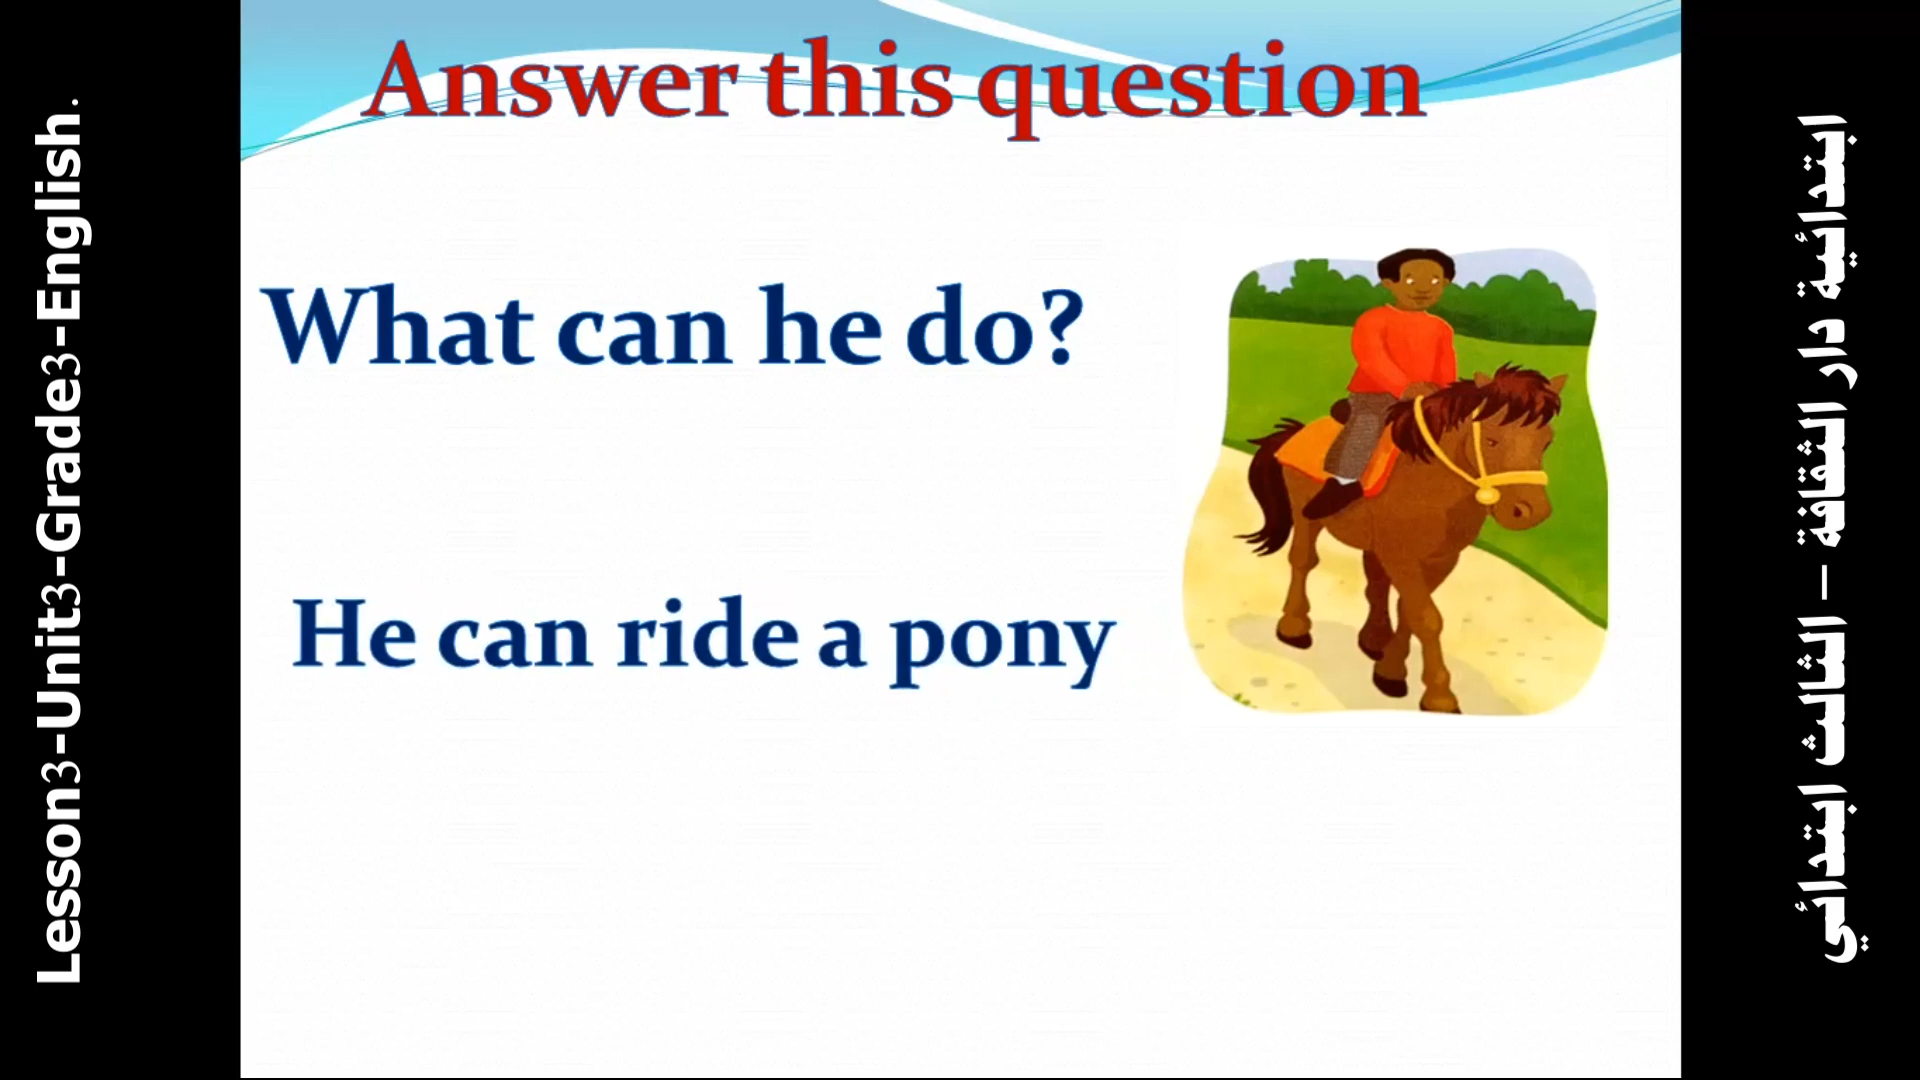 Lesson3-Unit3-Grade3-English.
Answer this question
What can he do?
He can ride a pony
ابتدائية دار الثقافة – الثالث ابتدائي